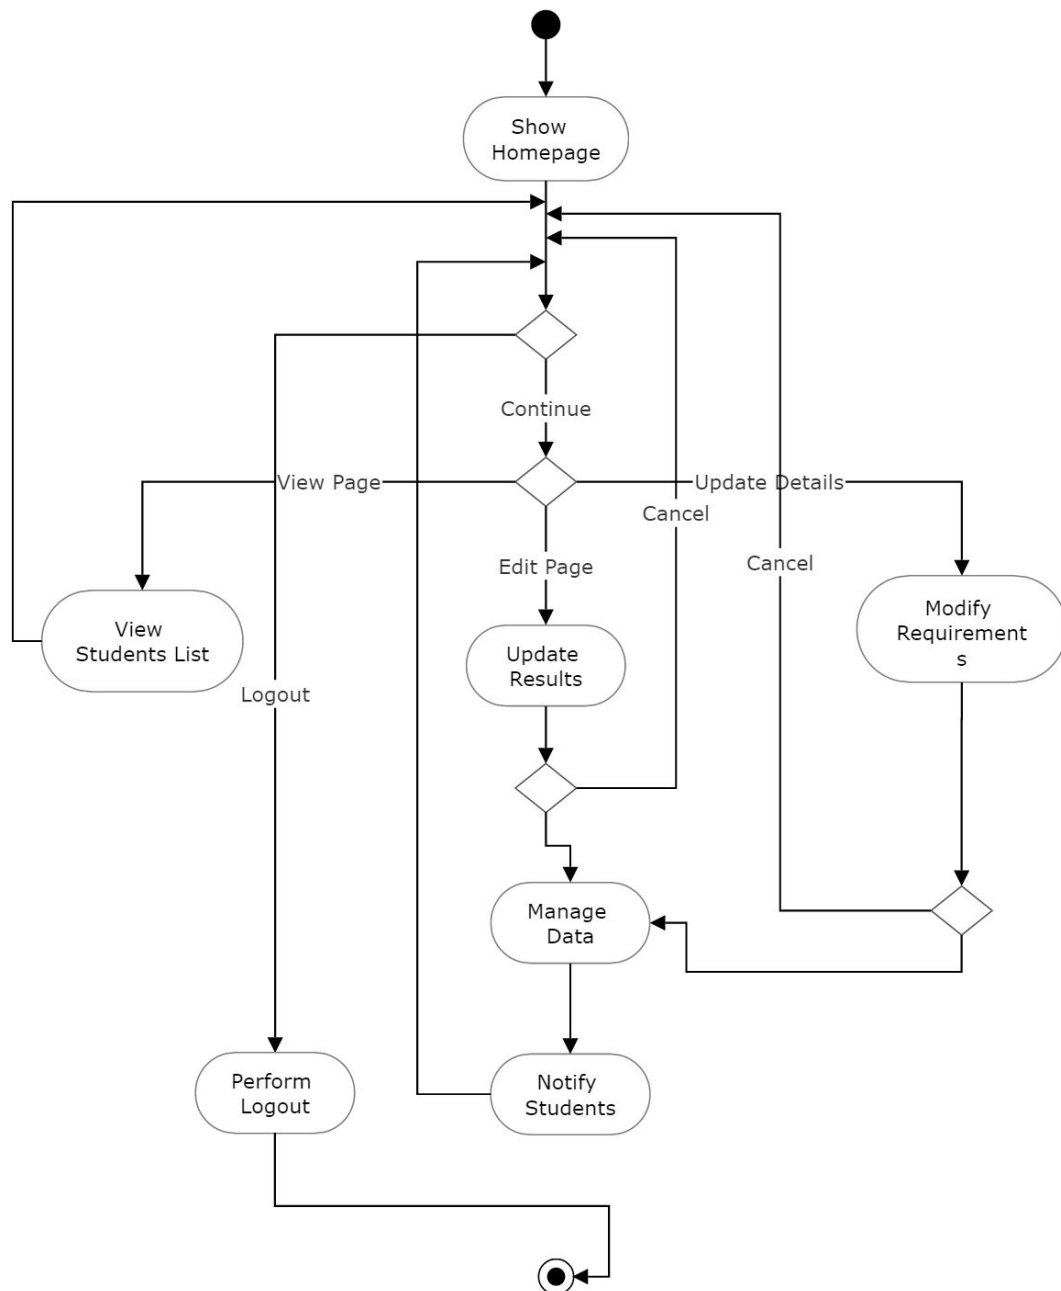 Show
Homepage
Continue
View Page
Update Details
Cancel
Edit Page
Cancel
View
Students List
Update
Results
Modify
Requirement
s
Logout
Manage
Data
Perform
Logout
Notify
Students